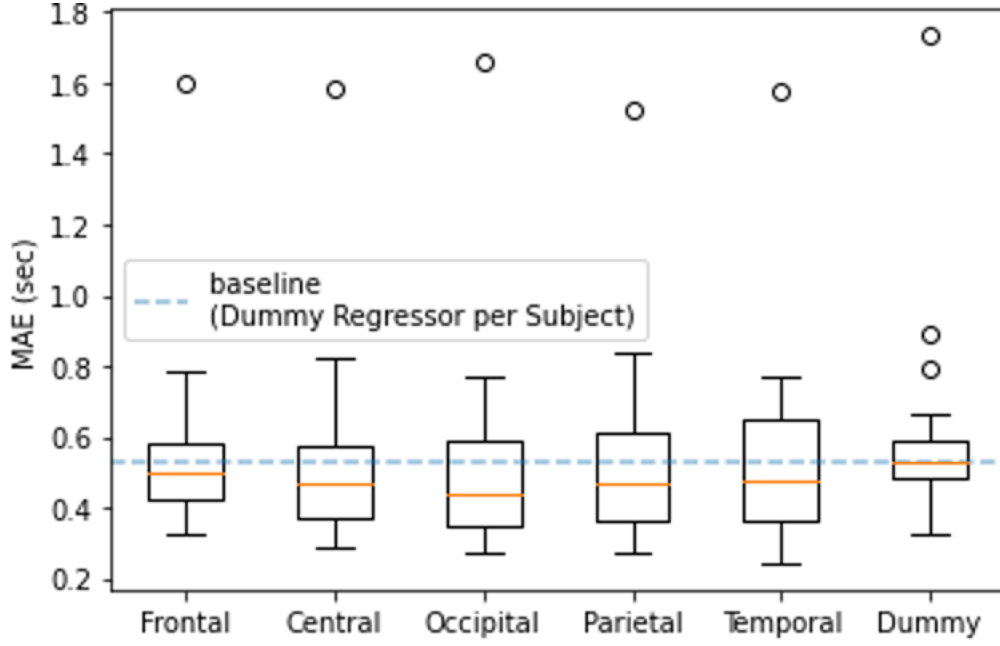 1.8
1.6
1.4
1.2
1.0
0.8
0.6
0.4
0.2
MAE (sec)
baseline
(Dummy Regressor per Subject)
Frontal Central Occipital Parietal Temporal Dummy